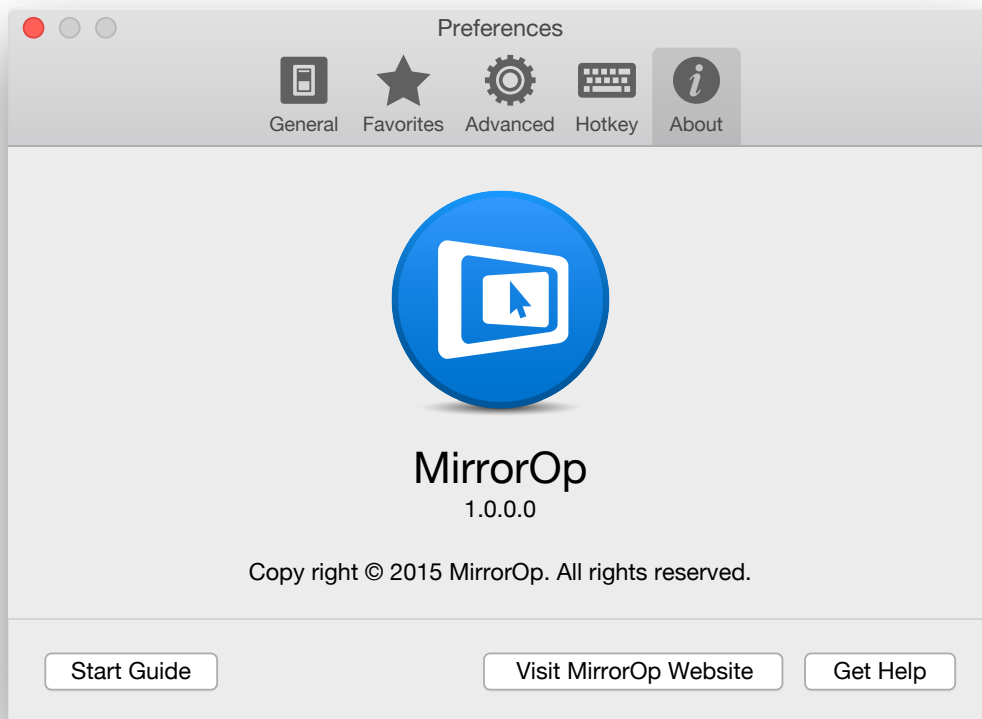 Preferences
General Favorites Advanced Hotkey About
MirrorOp
1.0.0.0
Copy right © 2015 MirrorOp. All rights reserved.
Start Guide Visit MirrorOp Website Get Help